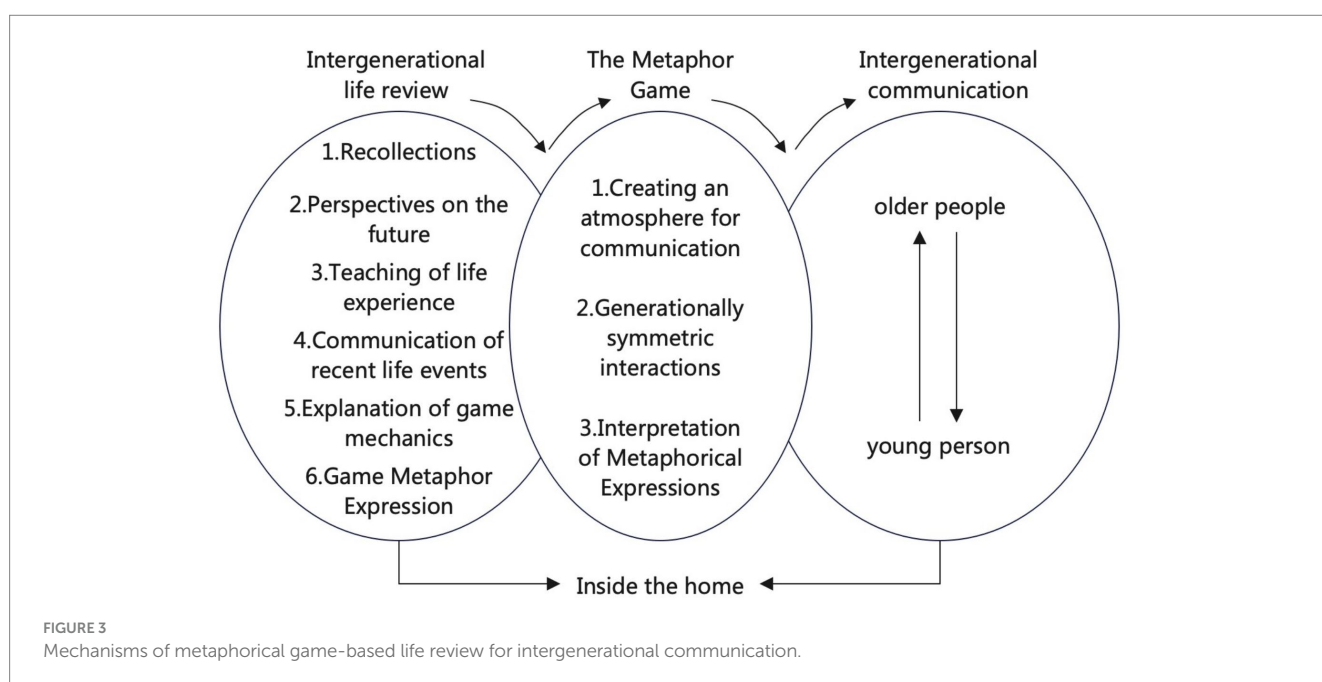 Intergenerational
life review
The Metaphor
Game
Intergenerational
communication
1.Recollections
2.Perspectives on the
future
3.Teaching of life
experience
4.Communication of
recent life events
5.Explanation of game
mechanics
6.Game Metaphor
Expression
1.Creating an
atmosphere for
communication
2.Generationally
symmetric
interactions
3.Interpretation
of Metaphorical
Expressions
older people
young person
Inside the home
FIGURE 3
Mechanisms of metaphorical game-based life review for intergenerational communication.